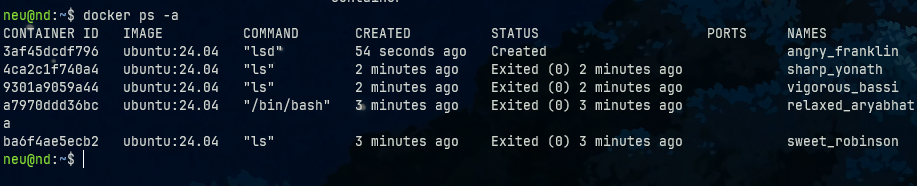 container
neu@nd:~$ docker ps -a
CONTAINER ID   IMAGE          COMMAND       CREATED          STATUS                     PORTS     NAMES
3af45dcdf796   ubuntu:24.04   "lsd"         54 seconds ago   Created                              angry_franklin
4ca2c1f740a4   ubuntu:24.04   "ls"          2 minutes ago    Exited (0) 2 minutes ago             sharp_yonath
9301a9059a44   ubuntu:24.04   "ls"          2 minutes ago    Exited (0) 2 minutes ago             vigorous_bassi
a7970ddd36bc   ubuntu:24.04   "/bin/bash"   3 minutes ago    Exited (0) 3 minutes ago             relaxed_aryabhat
a
ba6f4ae5ecb2   ubuntu:24.04   "ls"          3 minutes ago    Exited (0) 3 minutes ago             sweet_robinson
neu@nd:~$